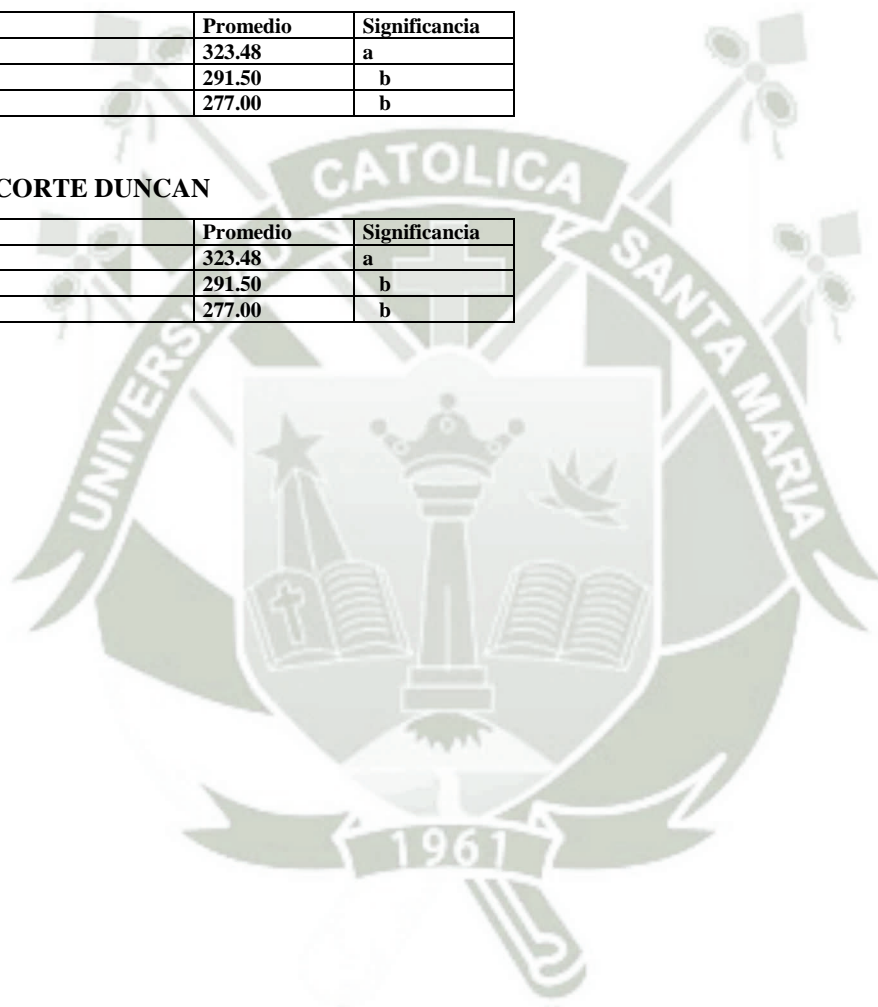 Promedio Significancia
323.48 a
291.50 b
277.00 b
CORTE DUNCAN
Promedio Significancia
323.48 a
291.50 b
277.00 b
UNIVERSI CATOLICA SANTA MARIA
1961